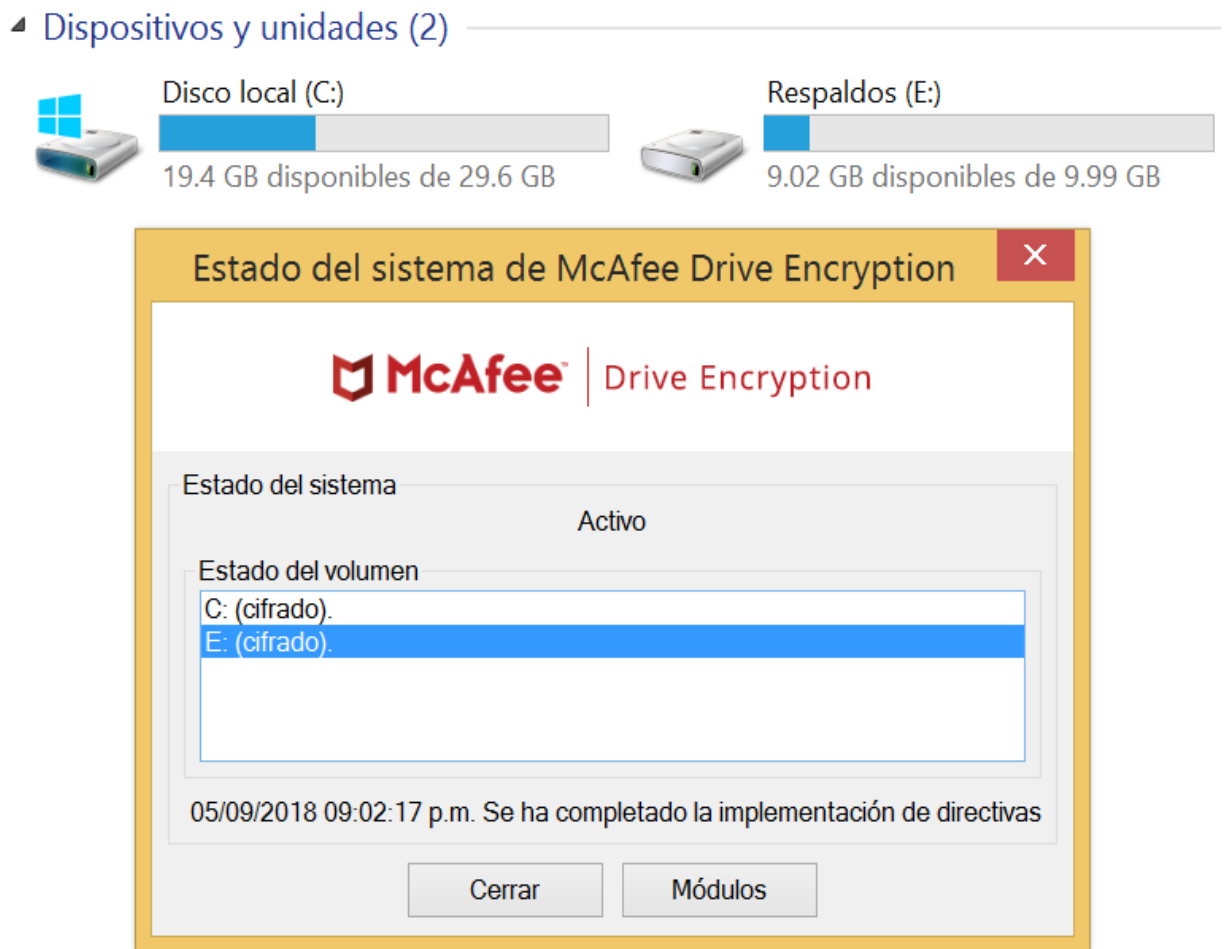 Dispositivos y unidades (2)
Disco local (C:)
19.4 GB disponibles de 29.6 GB
Respaldos (E:)
9.02 GB disponibles de 9.99 GB
Estado del sistema de McAfee Drive Encryption
McAfee™ Drive Encryption
Estado del sistema
Activo
Estado del volumen
C: (cifrado).
E: (cifrado).
05/09/2018 09:02:17 p.m. Se ha completado la implementación de directivas
Cerrar Módulos